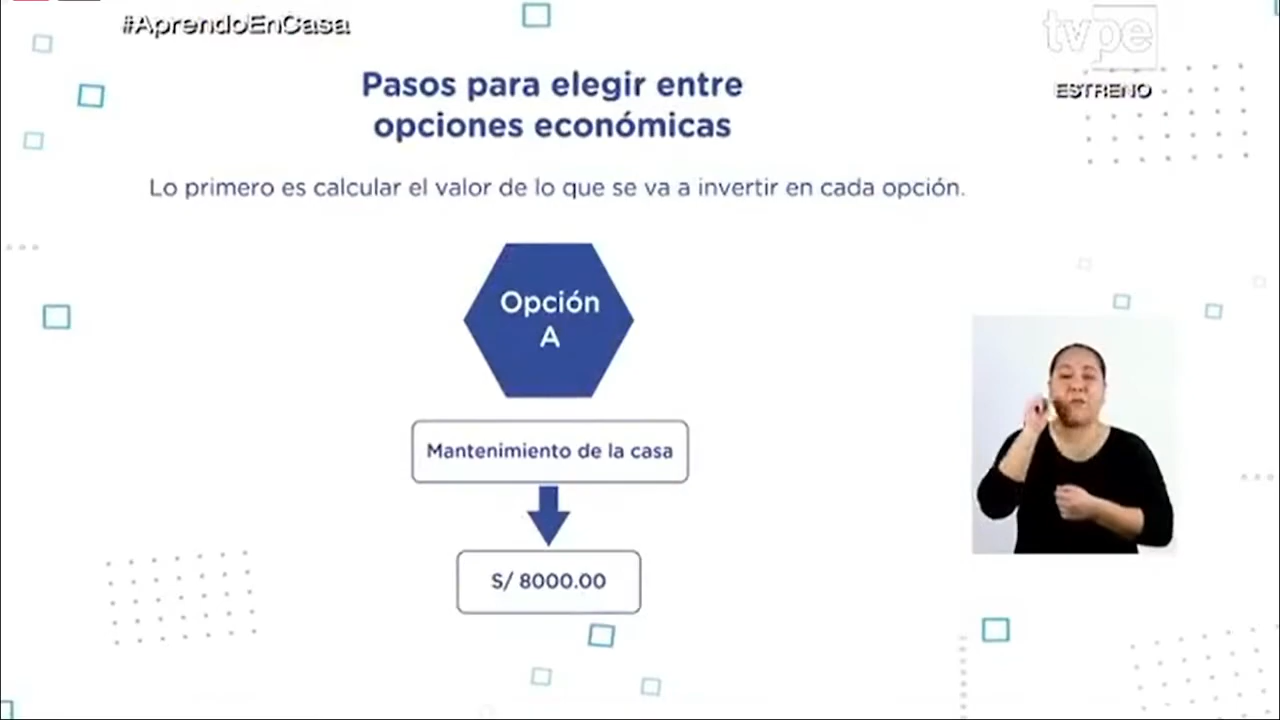 #AprendoEnCasa
tvpe
ESTRENO
Pasos para elegir entre
opciones económicas
Lo primero es calcular el valor de lo que se va a invertir en cada opción.
Opción
A
Mantenimiento de la casa
S/ 8000.00